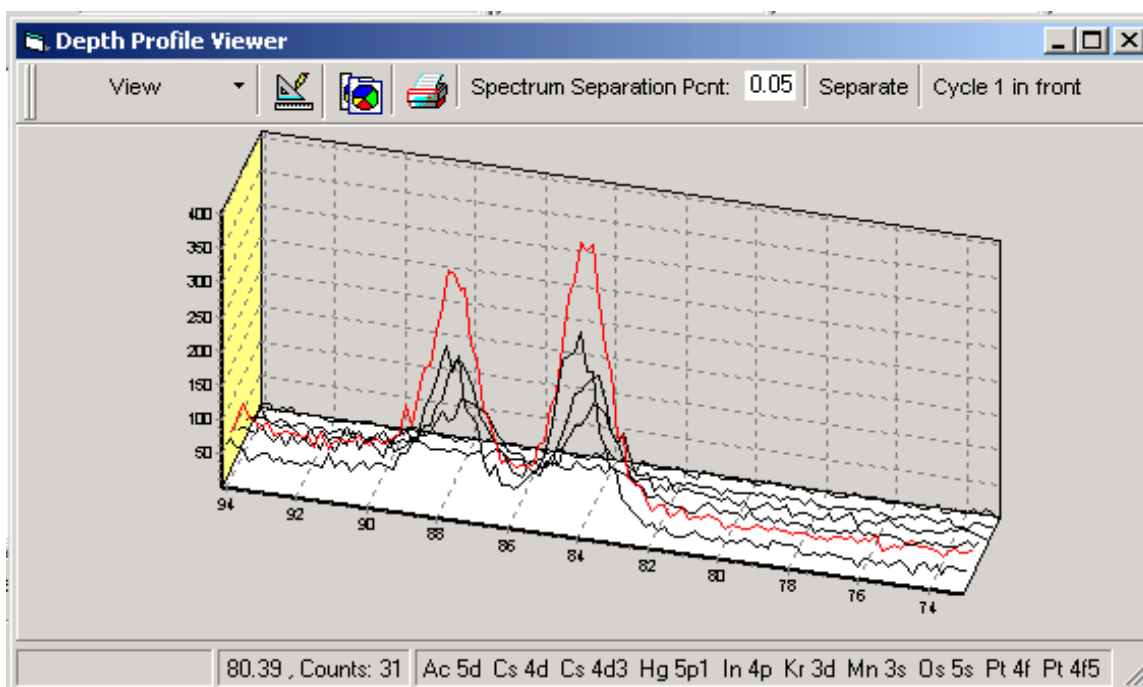 Depth Profile Viewer
View Spectrum Separation Pcnt: 0.05 Separate Cycle 1 in front
400
350
300
250
200
150
100
50
94 92 90 88 86 84 82 80 78 76 74
80.39 , Counts: 31 Ac 5d Cs 4d Cs 4d3 Hg 5p1 In 4p Kr 3d Mn 3s Os 5s Pt 4f Pt 4f5